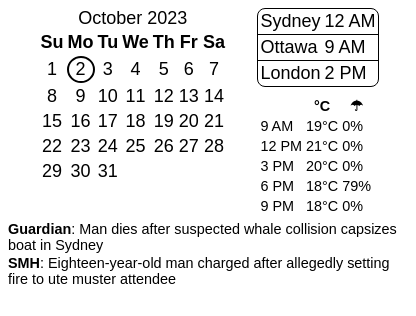 October 2023
Su Mo Tu We Th Fr Sa
1 2 3 4 5 6 7
8 9 10 11 12 13 14
15 16 17 18 19 20 21
22 23 24 25 26 27 28
29 30 31
Sydney 12 AM
Ottawa 9 AM
London 2 PM
°C ☂
9 AM 19°C 0%
12 PM 21°C 0%
3 PM 20°C 0%
6 PM 18°C 79%
9 PM 18°C 0%
Guardian: Man dies after suspected whale collision capsizes
boat in Sydney
SMH: Eighteen-year-old man charged after allegedly setting
fire to ute muster attendee